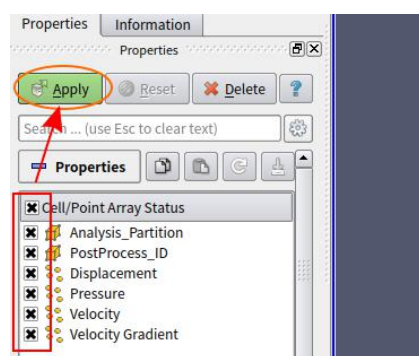 Properties Information
Properties
Apply Reset Delete ?
Search ... (use Esc to clear text)
Properties
Cell/Point Array Status
Analysis_Partition
PostProcess_ID
Displacement
Pressure
Velocity
Velocity Gradient